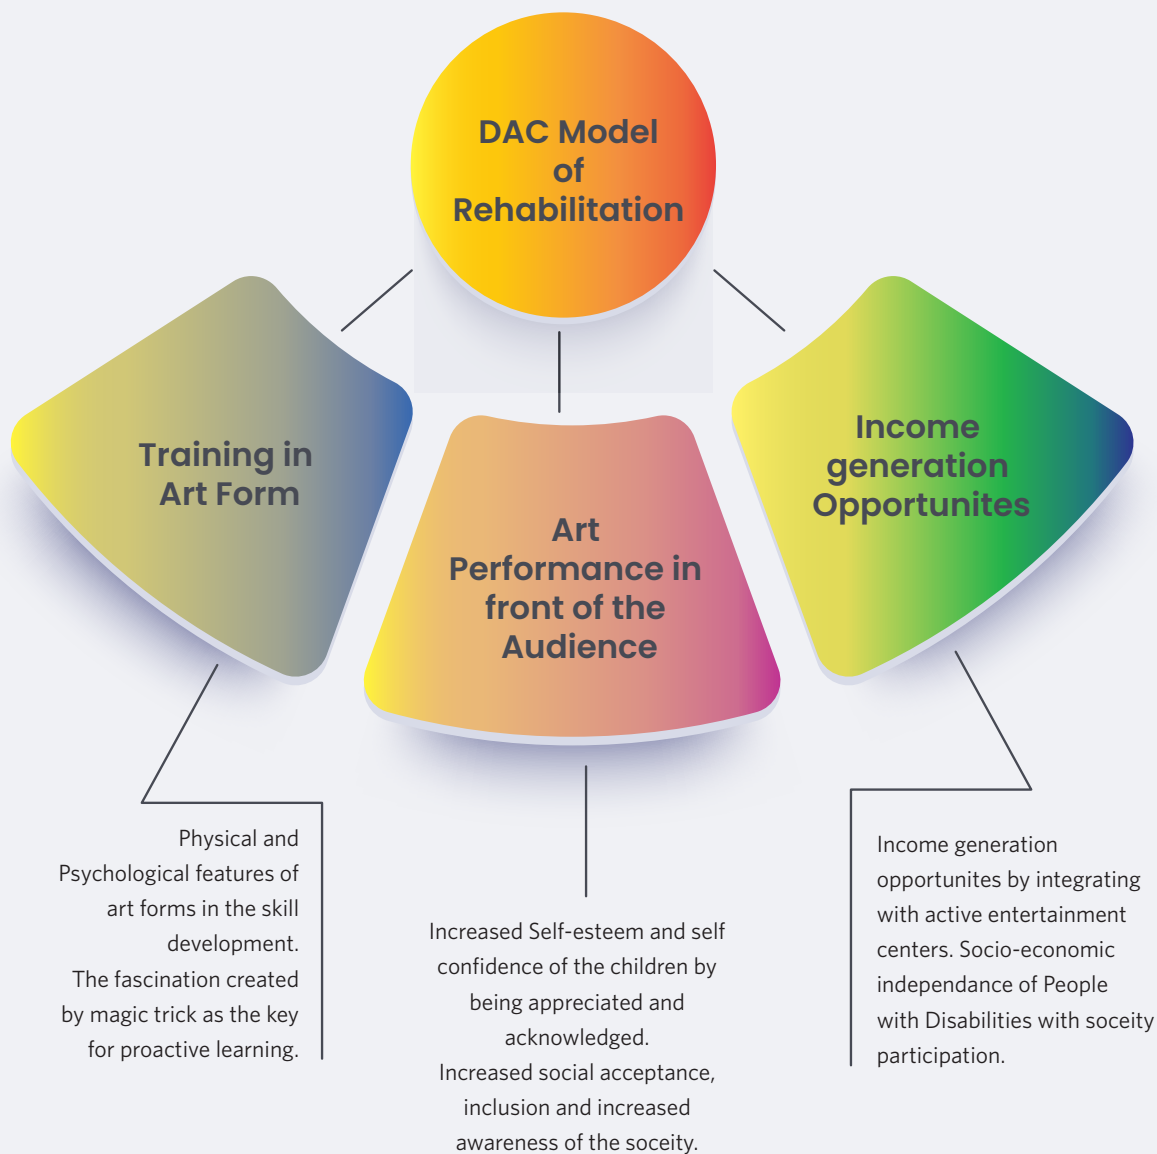 DAC Model
of
Rehabilitation
Training in
Art Form
Art
Performance in
front of the
Audience
Income
generation
Opportunites
Physical and
Psychological features of
art forms in the skill
development.
The fascination created
by magic trick as the key
for proactive learning.
Increased Self-esteem and self
confidence of the children by
being appreciated and
acknowledged.
Increased social acceptance,
inclusion and increased
awareness of the soceity.
Income generation
opportunites by integrating
with active entertainment
centers. Socio-economic
independance of People
with Disabilities with soceity
participation.